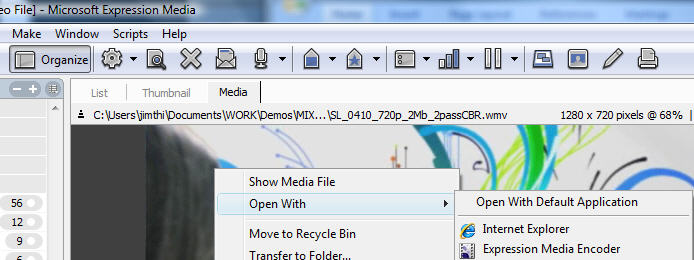 eo File] - Microsoft Expression Media
Make Window Scripts Help
Organize
List Thumbnail Media
C:\Users\jimthi\Documents\WORK\Demos\MIX...\SL_0410_720p_2Mb_2passCBR.wmv 1280 x 720 pixels @ 68%
Show Media File
Open With
Open With Default Application
56
Internet Explorer
12
Move to Recycle Bin
9
Expression Media Encoder
6
Transfer to Folder...